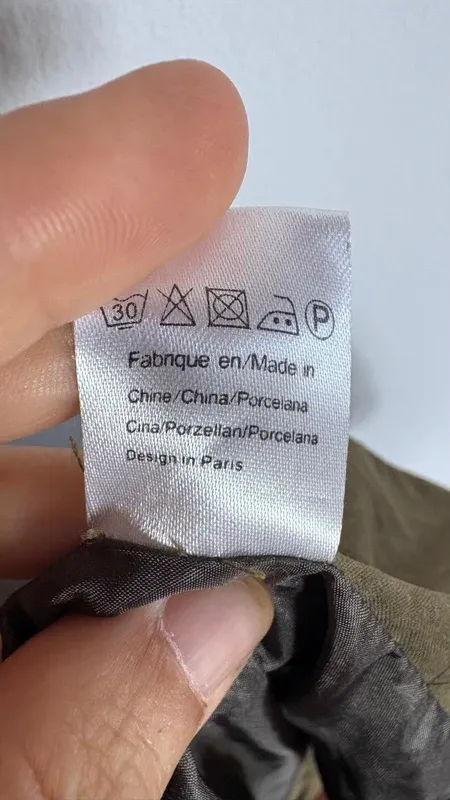 30 P
Fabrique en/Made in
Chine/China/Porcelana
Cina/Porzellan/Porcelana
Design in Paris